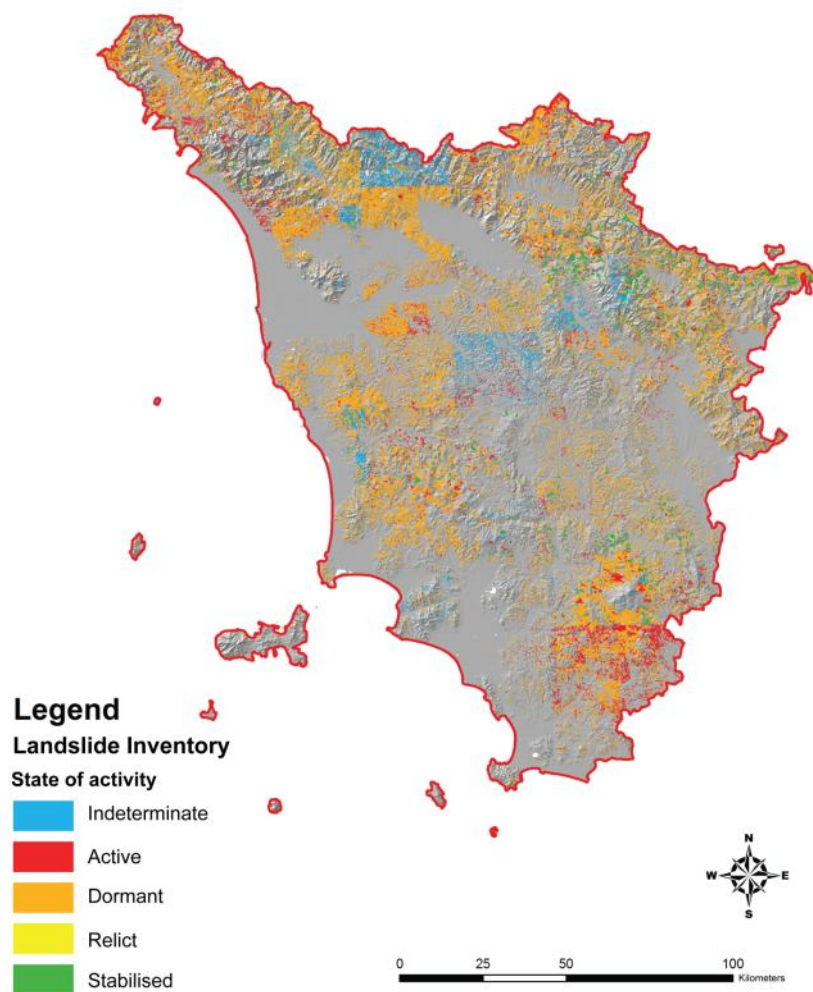 Legend
Landslide Inventory
State of activity
Indeterminate
Active
Dormant
Relict
Stabilised
N
W E
S
0 25 50 100
Kilometers